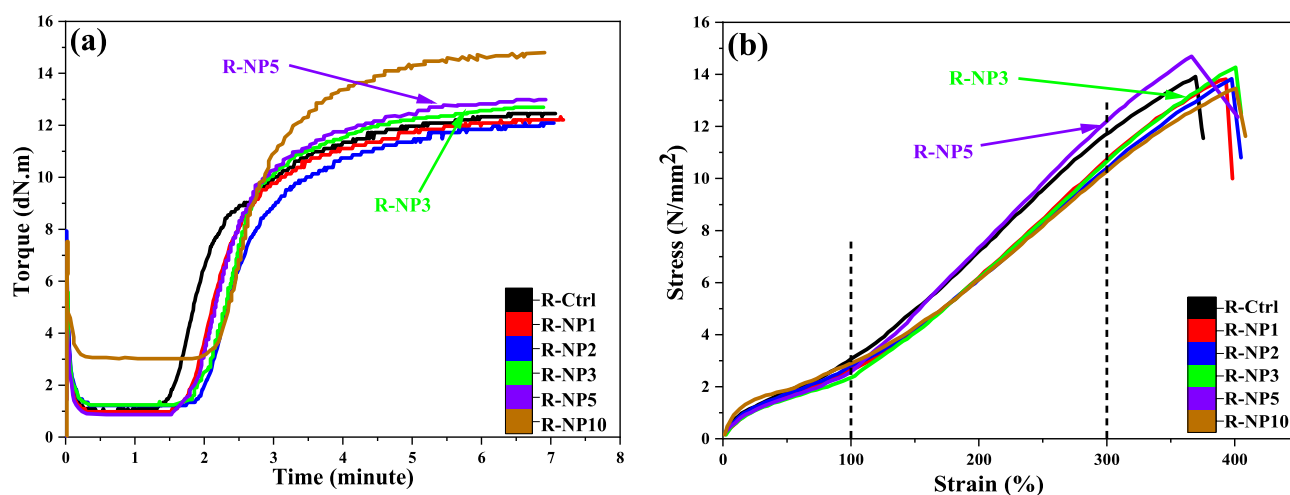 (a)
16
14
12
10
8
6
4
2
0
Torque (dN.m)
R-NP5
R-NP3
R-Ctrl
R-NP1
R-NP2
R-NP3
R-NP5
R-NP10
0 1 2 3 4 5 6 7 8
Time (minute)
(b)
16
14
12
10
8
6
4
2
0
Stress (N/mm²)
R-NP3
R-NP5
R-Ctrl
R-NP1
R-NP2
R-NP3
R-NP5
R-NP10
0 100 200 300 400
Strain (%)